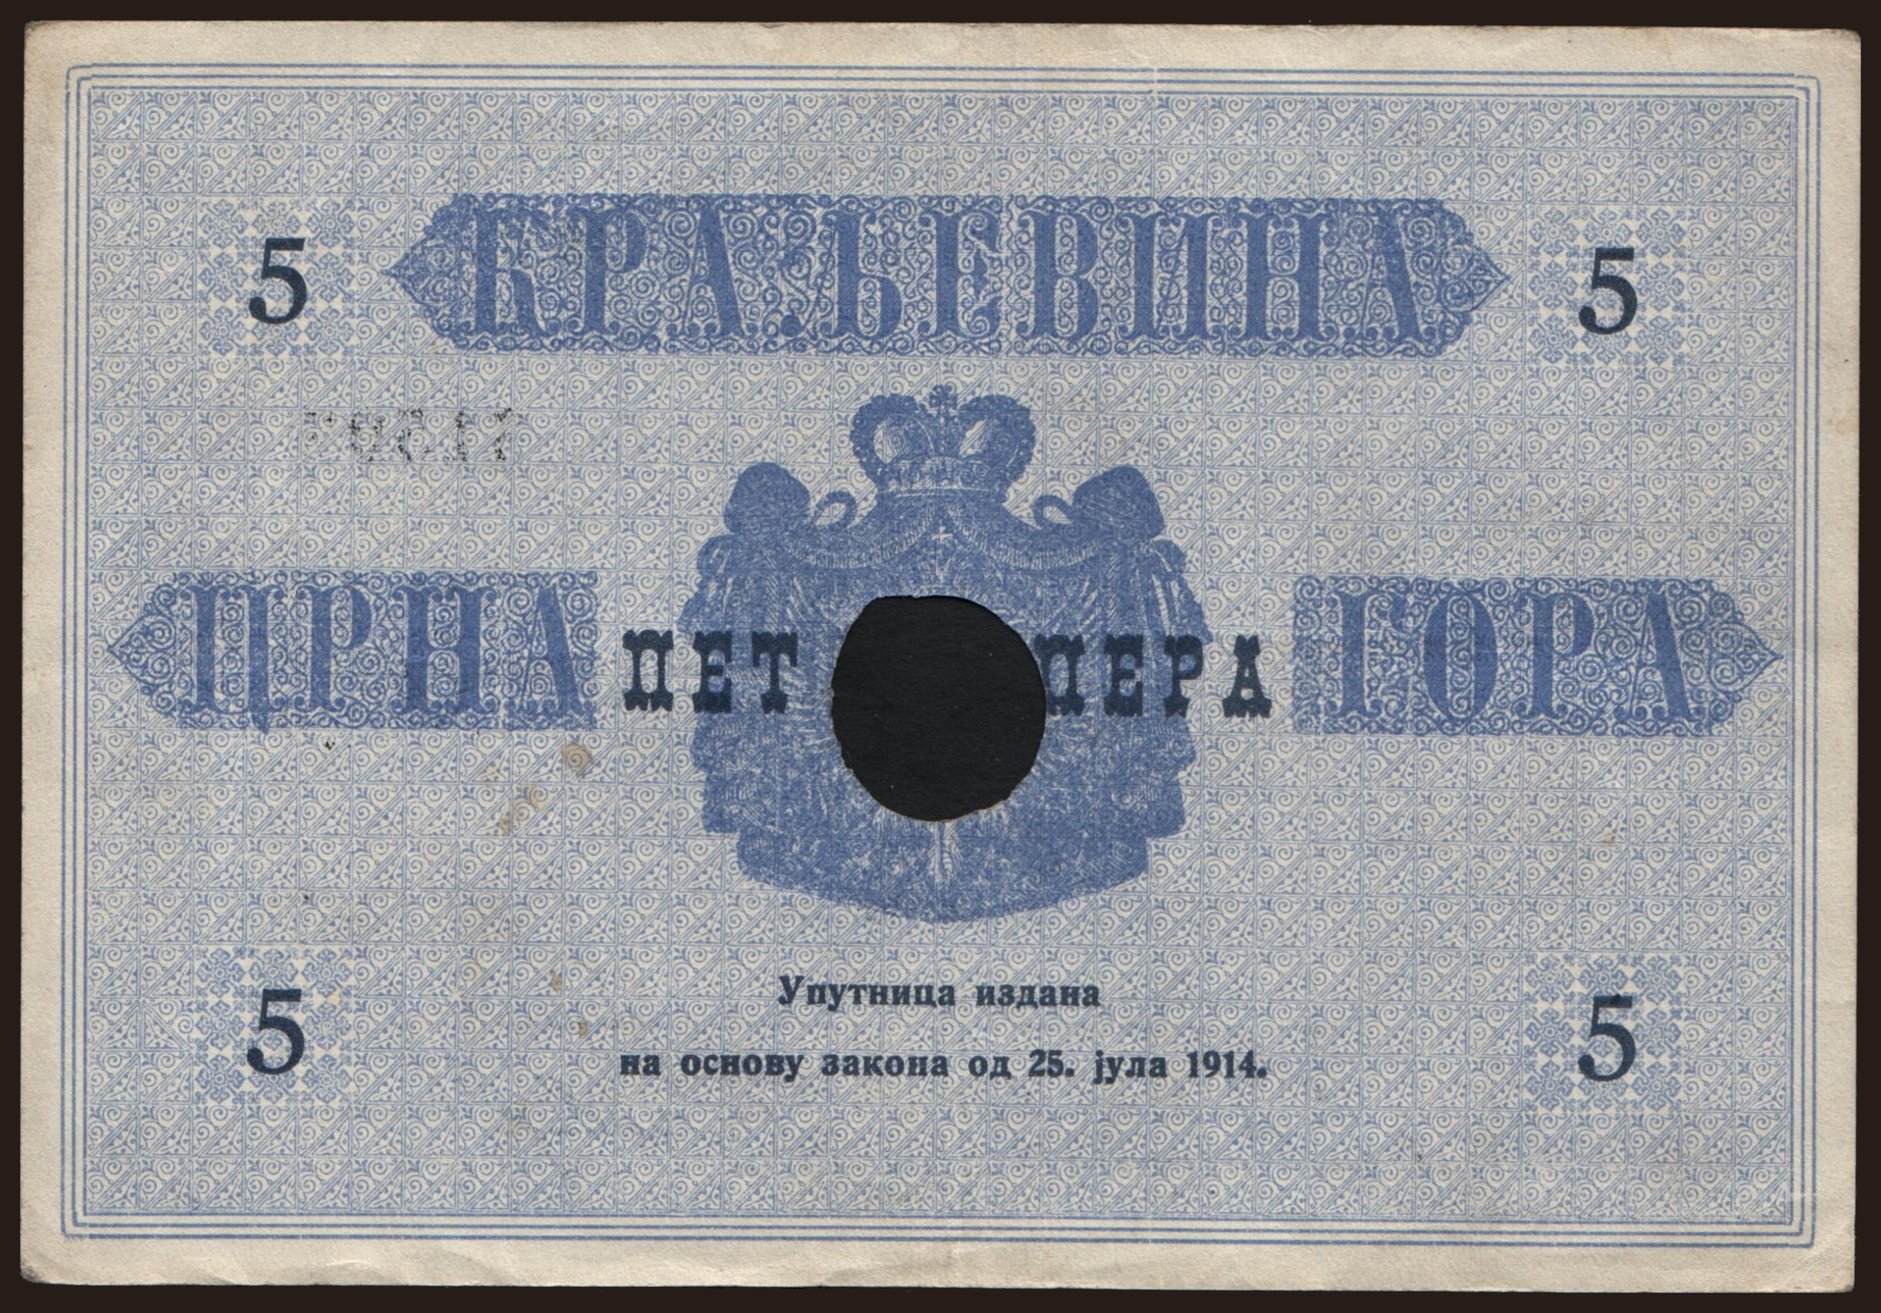 5 КРАЉЕВИНА 5
ЦРНА ПЕТ ПЕРА ГОРА
Упутница издана
на основу закона од 25. јула 1914.
5 5